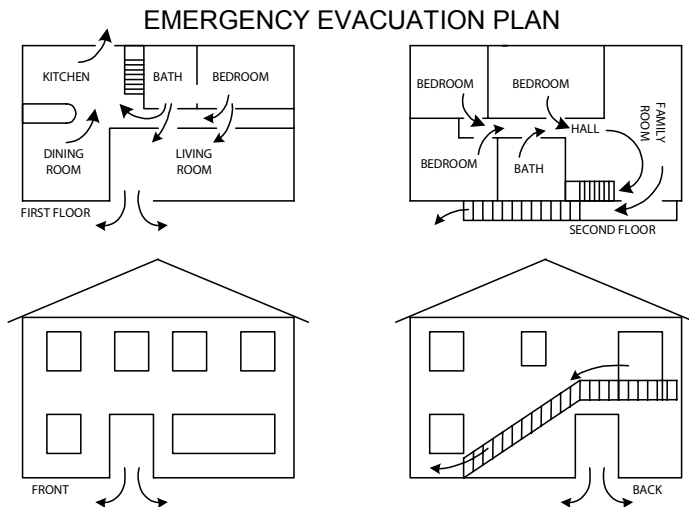 EMERGENCY EVACUATION PLAN
KITCHEN
BATH
BEDROOM
DINING
ROOM
LIVING
ROOM
FIRST FLOOR
BEDROOM
BEDROOM
FAMILY
ROOM
HALL
BEDROOM
BATH
SECOND FLOOR
FRONT
BACK